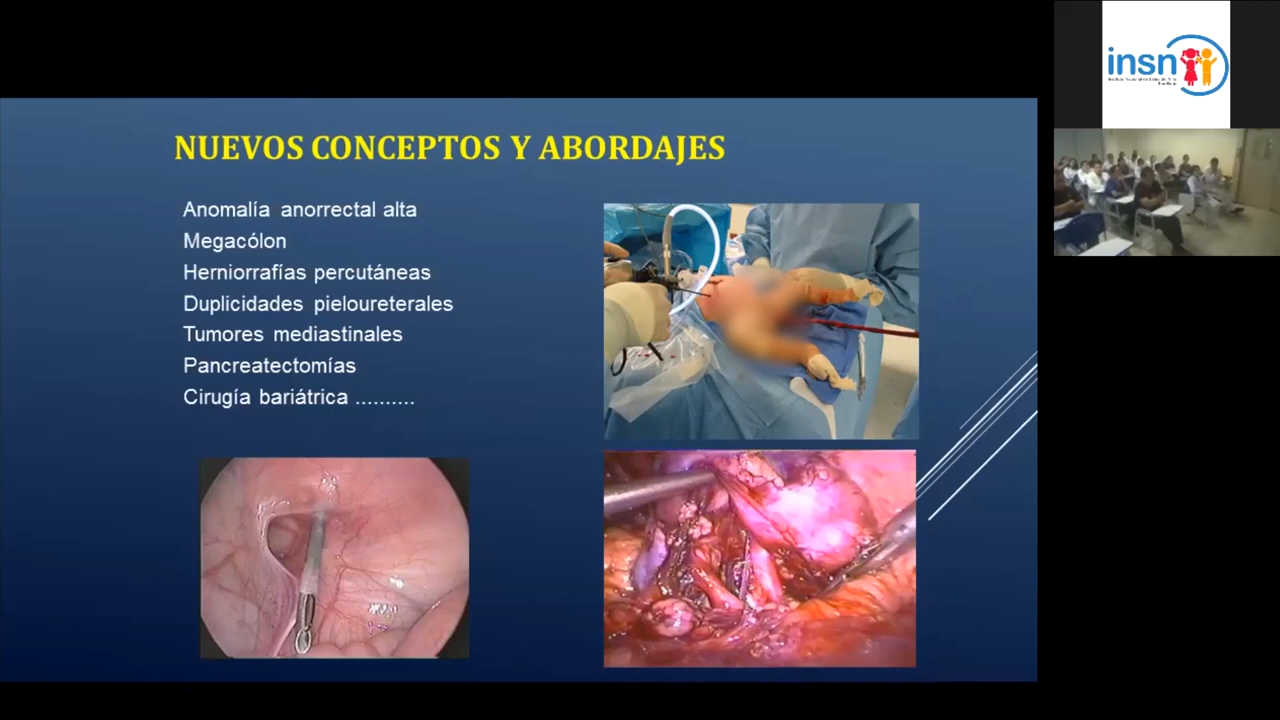 NUEVOS CONCEPTOS Y ABORDAJES
Anomalía anorrectal alta
Megacólon
Herniorrafías percutáneas
Duplicidades pieloureterales
Tumores mediastinales
Pancreatectomías
Cirugía bariátrica ..........
insn